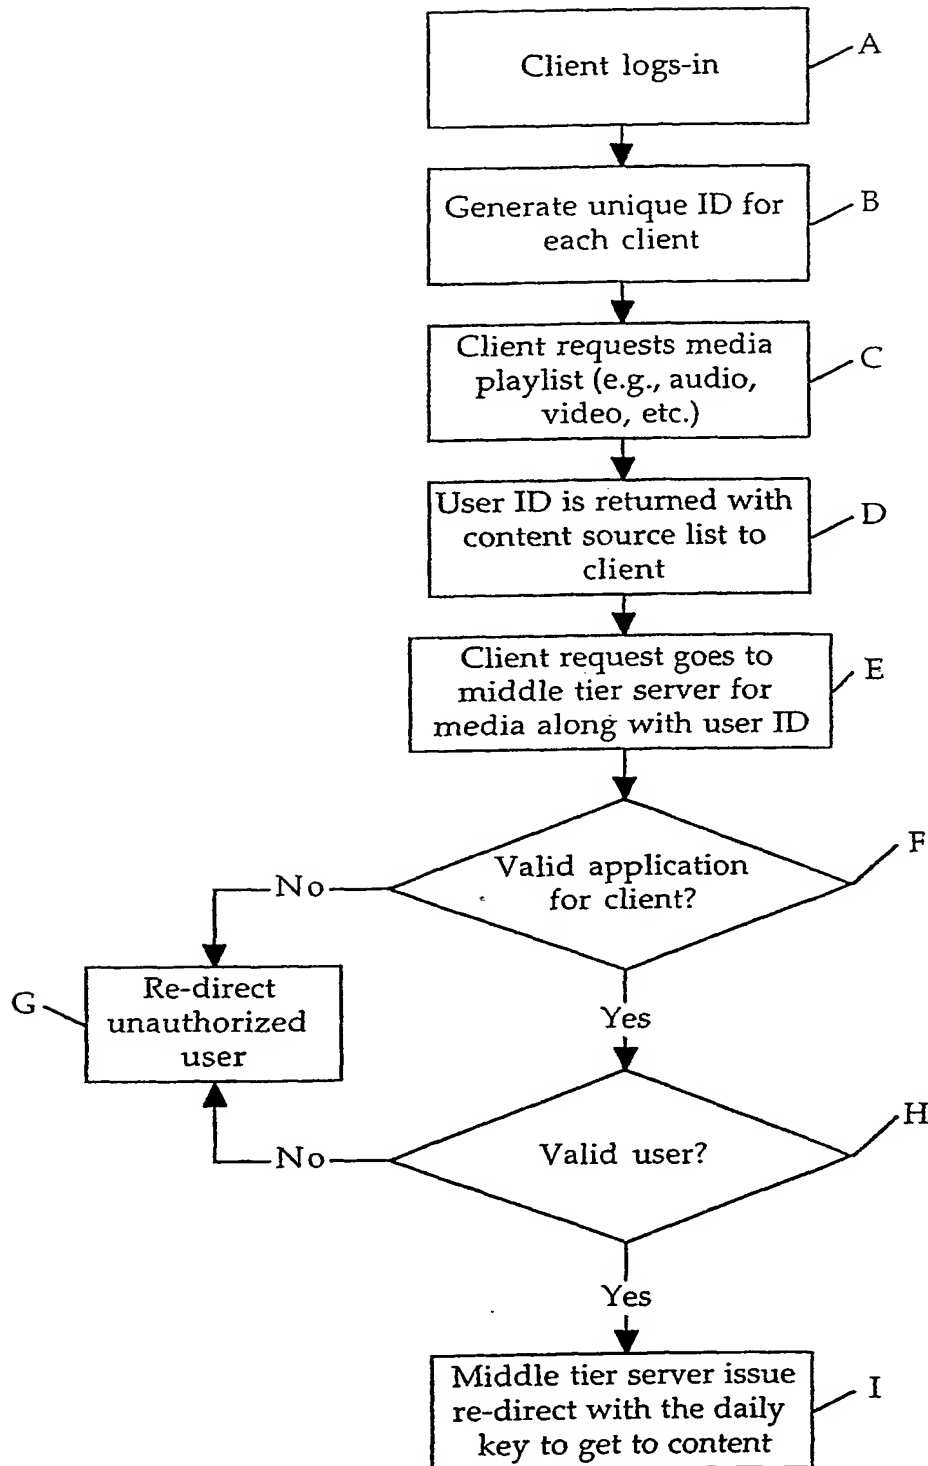 Client logs-in
A
Generate unique ID for
each client
B
Client requests media
playlist (e.g., audio,
video, etc.)
C
User ID is returned with
content source list to
client
D
Client request goes to
middle tier server for
media along with user ID
E
Valid application
for client?
F
No
Re-direct
unauthorized
user
G
Yes
Valid user?
H
No
Yes
Middle tier server issue
re-direct with the daily
key to get to content
I